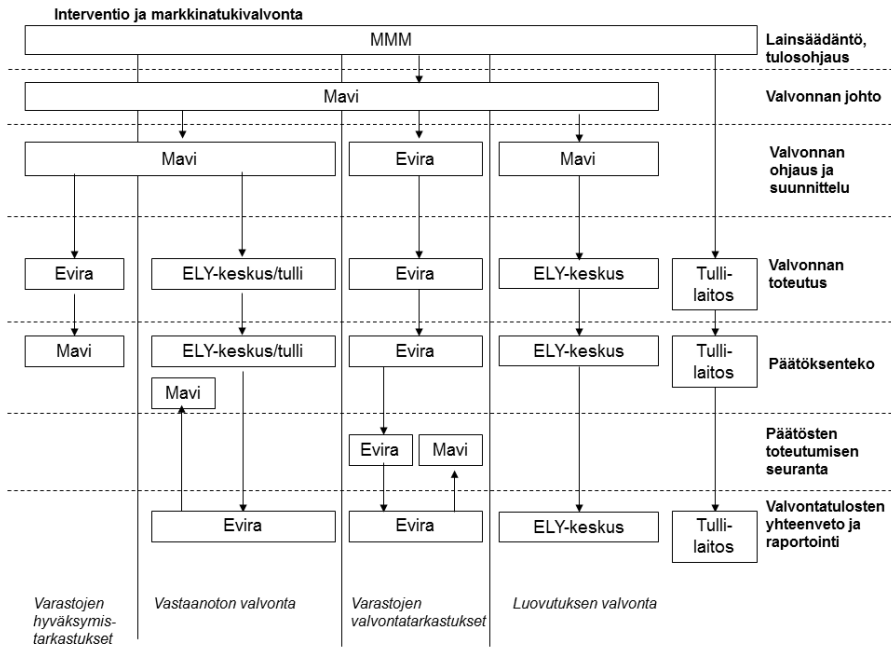 Interventio ja markkinatukivalvonta
MMM
Lainsäädäntö,
tulosohjaus
Mavi
Valvonnan johto
Mavi
Evira
Mavi
Valvonnan
ohjaus ja
suunnittelu
Evira
ELY-keskus/tulli
Evira
ELY-keskus
Tulli-
laitos
Valvonnan
toteutus
Mavi
ELY-keskus/tulli
Evira
ELY-keskus
Tulli-
laitos
Päätöksenteko
Mavi
Evira
Mavi
Päätösten
toteutumisen
seuranta
Evira
Evira
ELY-keskus
Tulli-
laitos
Valvontatulosten
yhteenveto ja
raportointi
Varastojen
hyväksymis-
tarkastukset
Vastaanoton valvonta
Varastojen
valvontatarkastukset
Luovutuksen valvonta